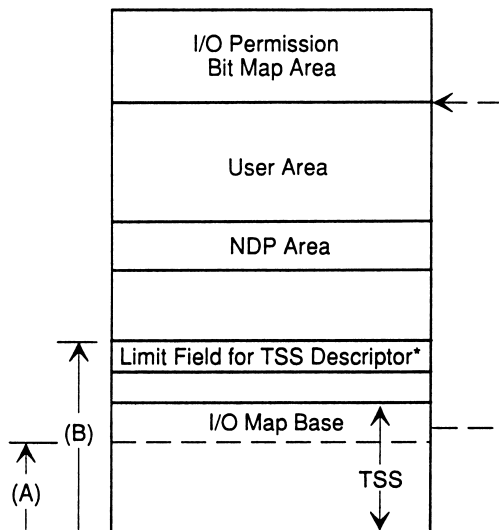 I/O Permission
Bit Map Area
User Area
NDP Area
Limit Field for TSS Descriptor*
I/O Map Base
(B)
(A)
TSS